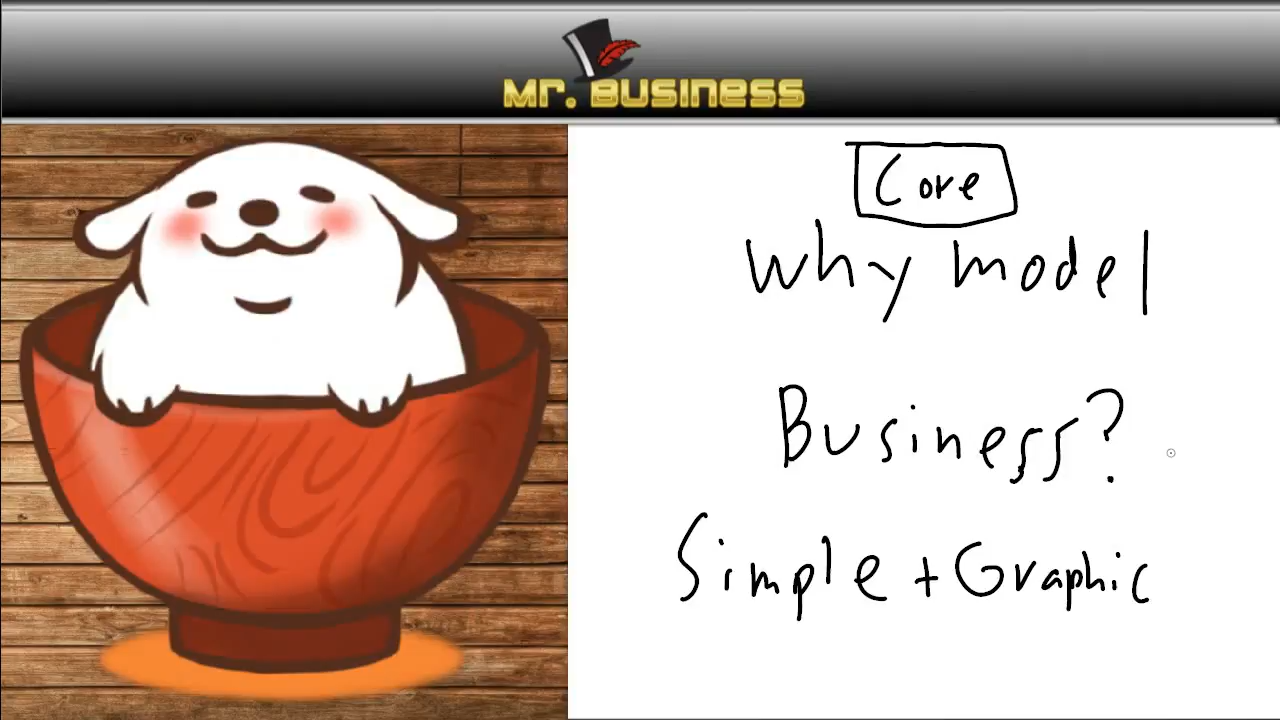 Mr. Business
Core
Why model
Business?
Simple + Graphic